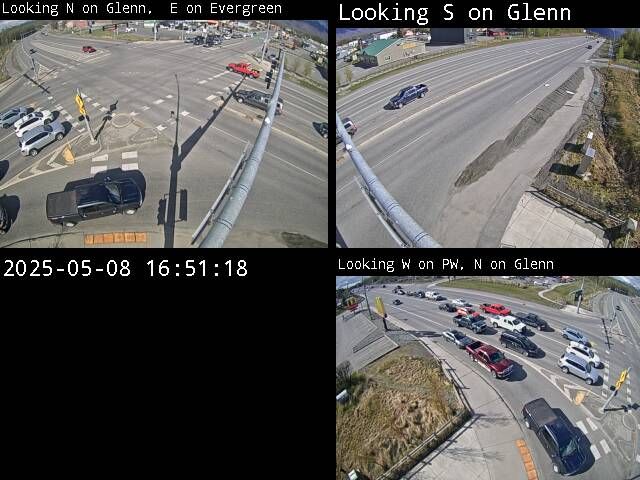 Looking N on Glenn,  E on Evergreen
Looking S on Glenn
2025-05-08 16:51:18
Looking W on PW, N on Glenn